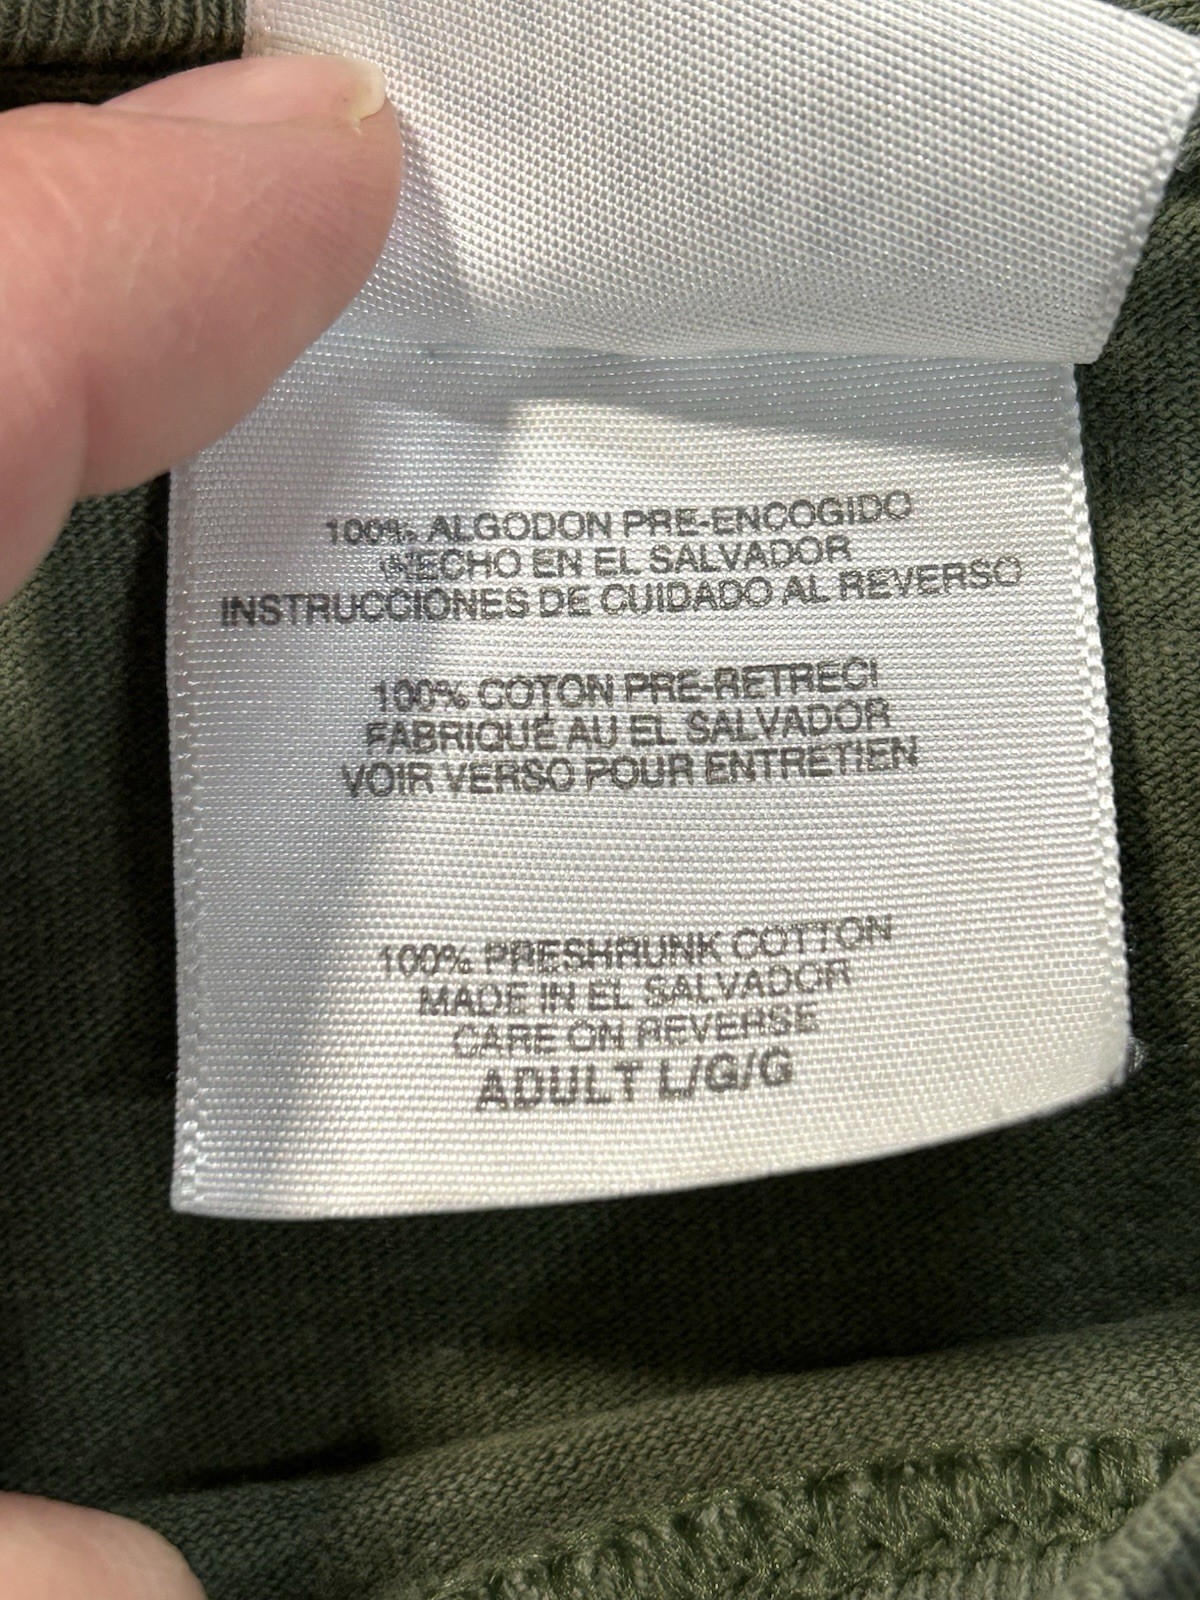 100% ALGODON PRE-ENCOGIDO
HECHO EN EL SALVADOR
INSTRUCCIONES DE CUIDADO AL REVERSO
100% COTON PRE-RETRECI
FABRIQUÉ AU EL SALVADOR
VOIR VERSO POUR ENTRETIEN
100% PRESHRUNK COTTON
MADE IN EL SALVADOR
CARE ON REVERSE
ADULT L/G/G